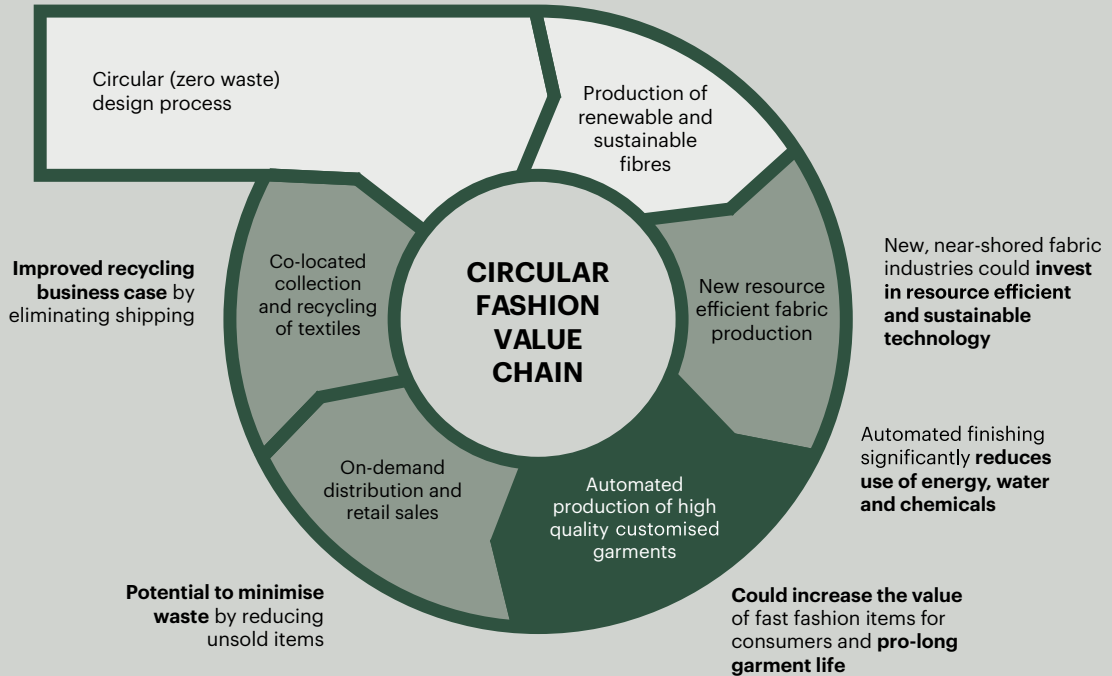 Circular (zero waste)
design process
Production of
renewable and
sustainable
fibres
New resource
efficient fabric
production
New, near-shored fabric
industries could invest
in resource efficient
and sustainable
technology
Automated finishing
significantly reduces
use of energy, water
and chemicals
Automated
production of high
quality customised
garments
Could increase the value
of fast fashion items for
consumers and pro-long
garment life
On-demand
distribution and
retail sales
Potential to minimise
waste by reducing
unsold items
Co-located
collection
and recycling
of textiles
Improved recycling
business case by
eliminating shipping
CIRCULAR
FASHION
VALUE
CHAIN